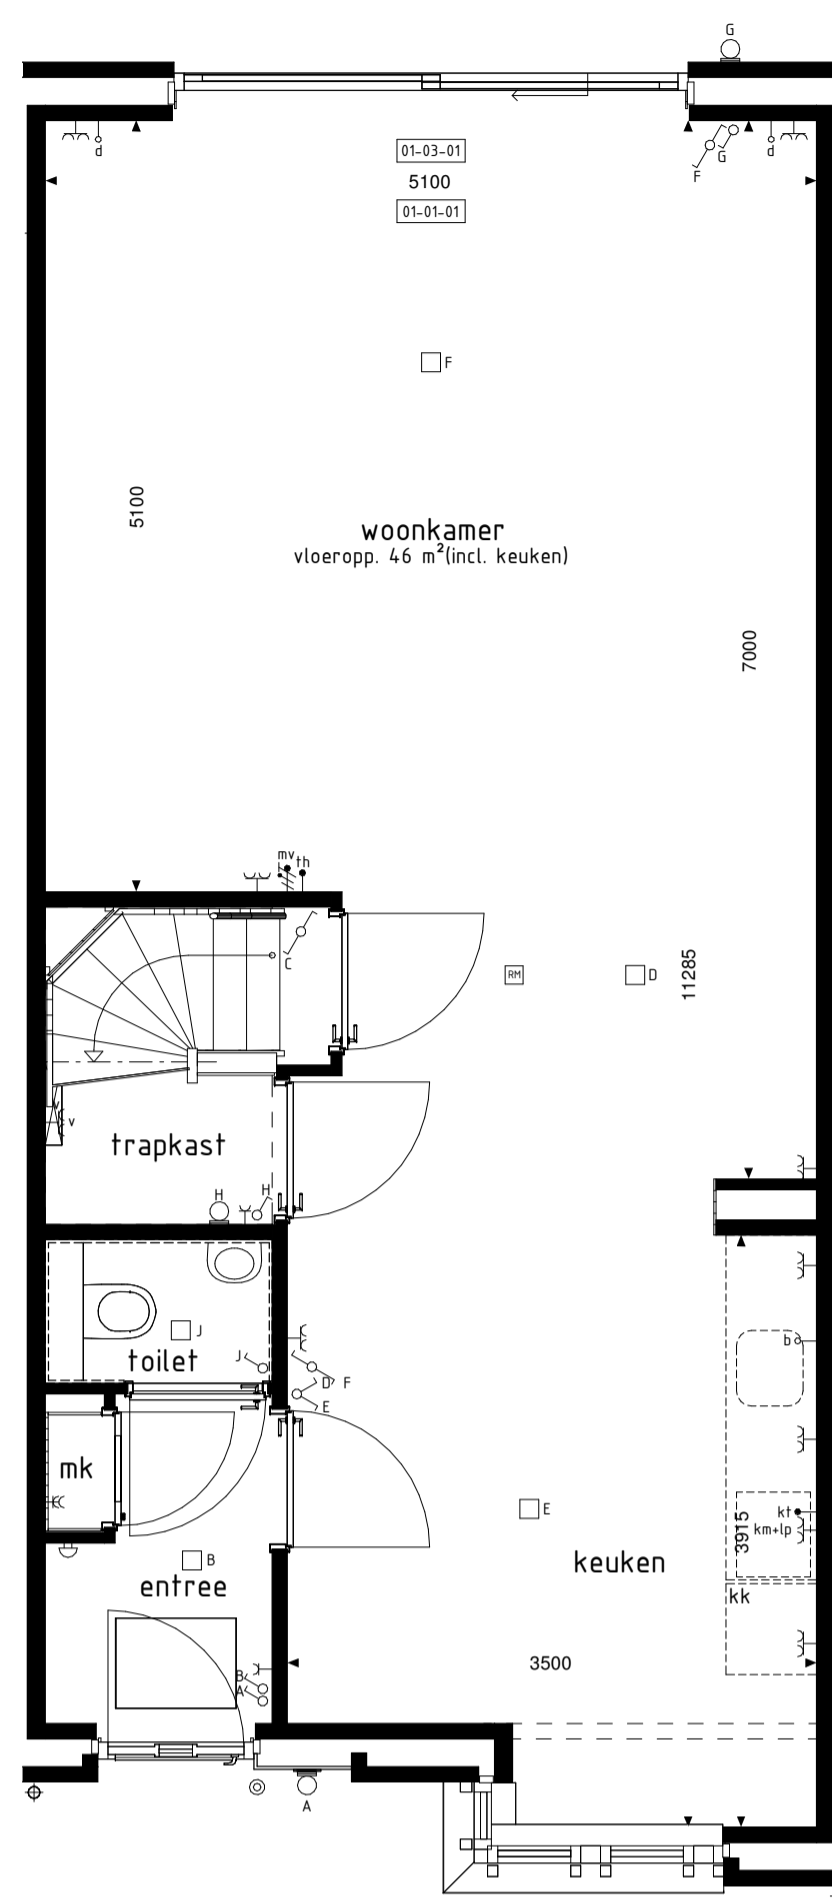 G
d
d
G
F
01-03-01
5100
01-01-01
F
5100
woonkamer
vloeropp. 46 m²(incl. keuken)
7000
mv
th
C
RM
D
11285
v
v
trapkast
H
H
J
toilet
J
b
D
F
E
mk
E
kt
km+lp
3915
keuken
B
entree
kk
3500
B
A
A